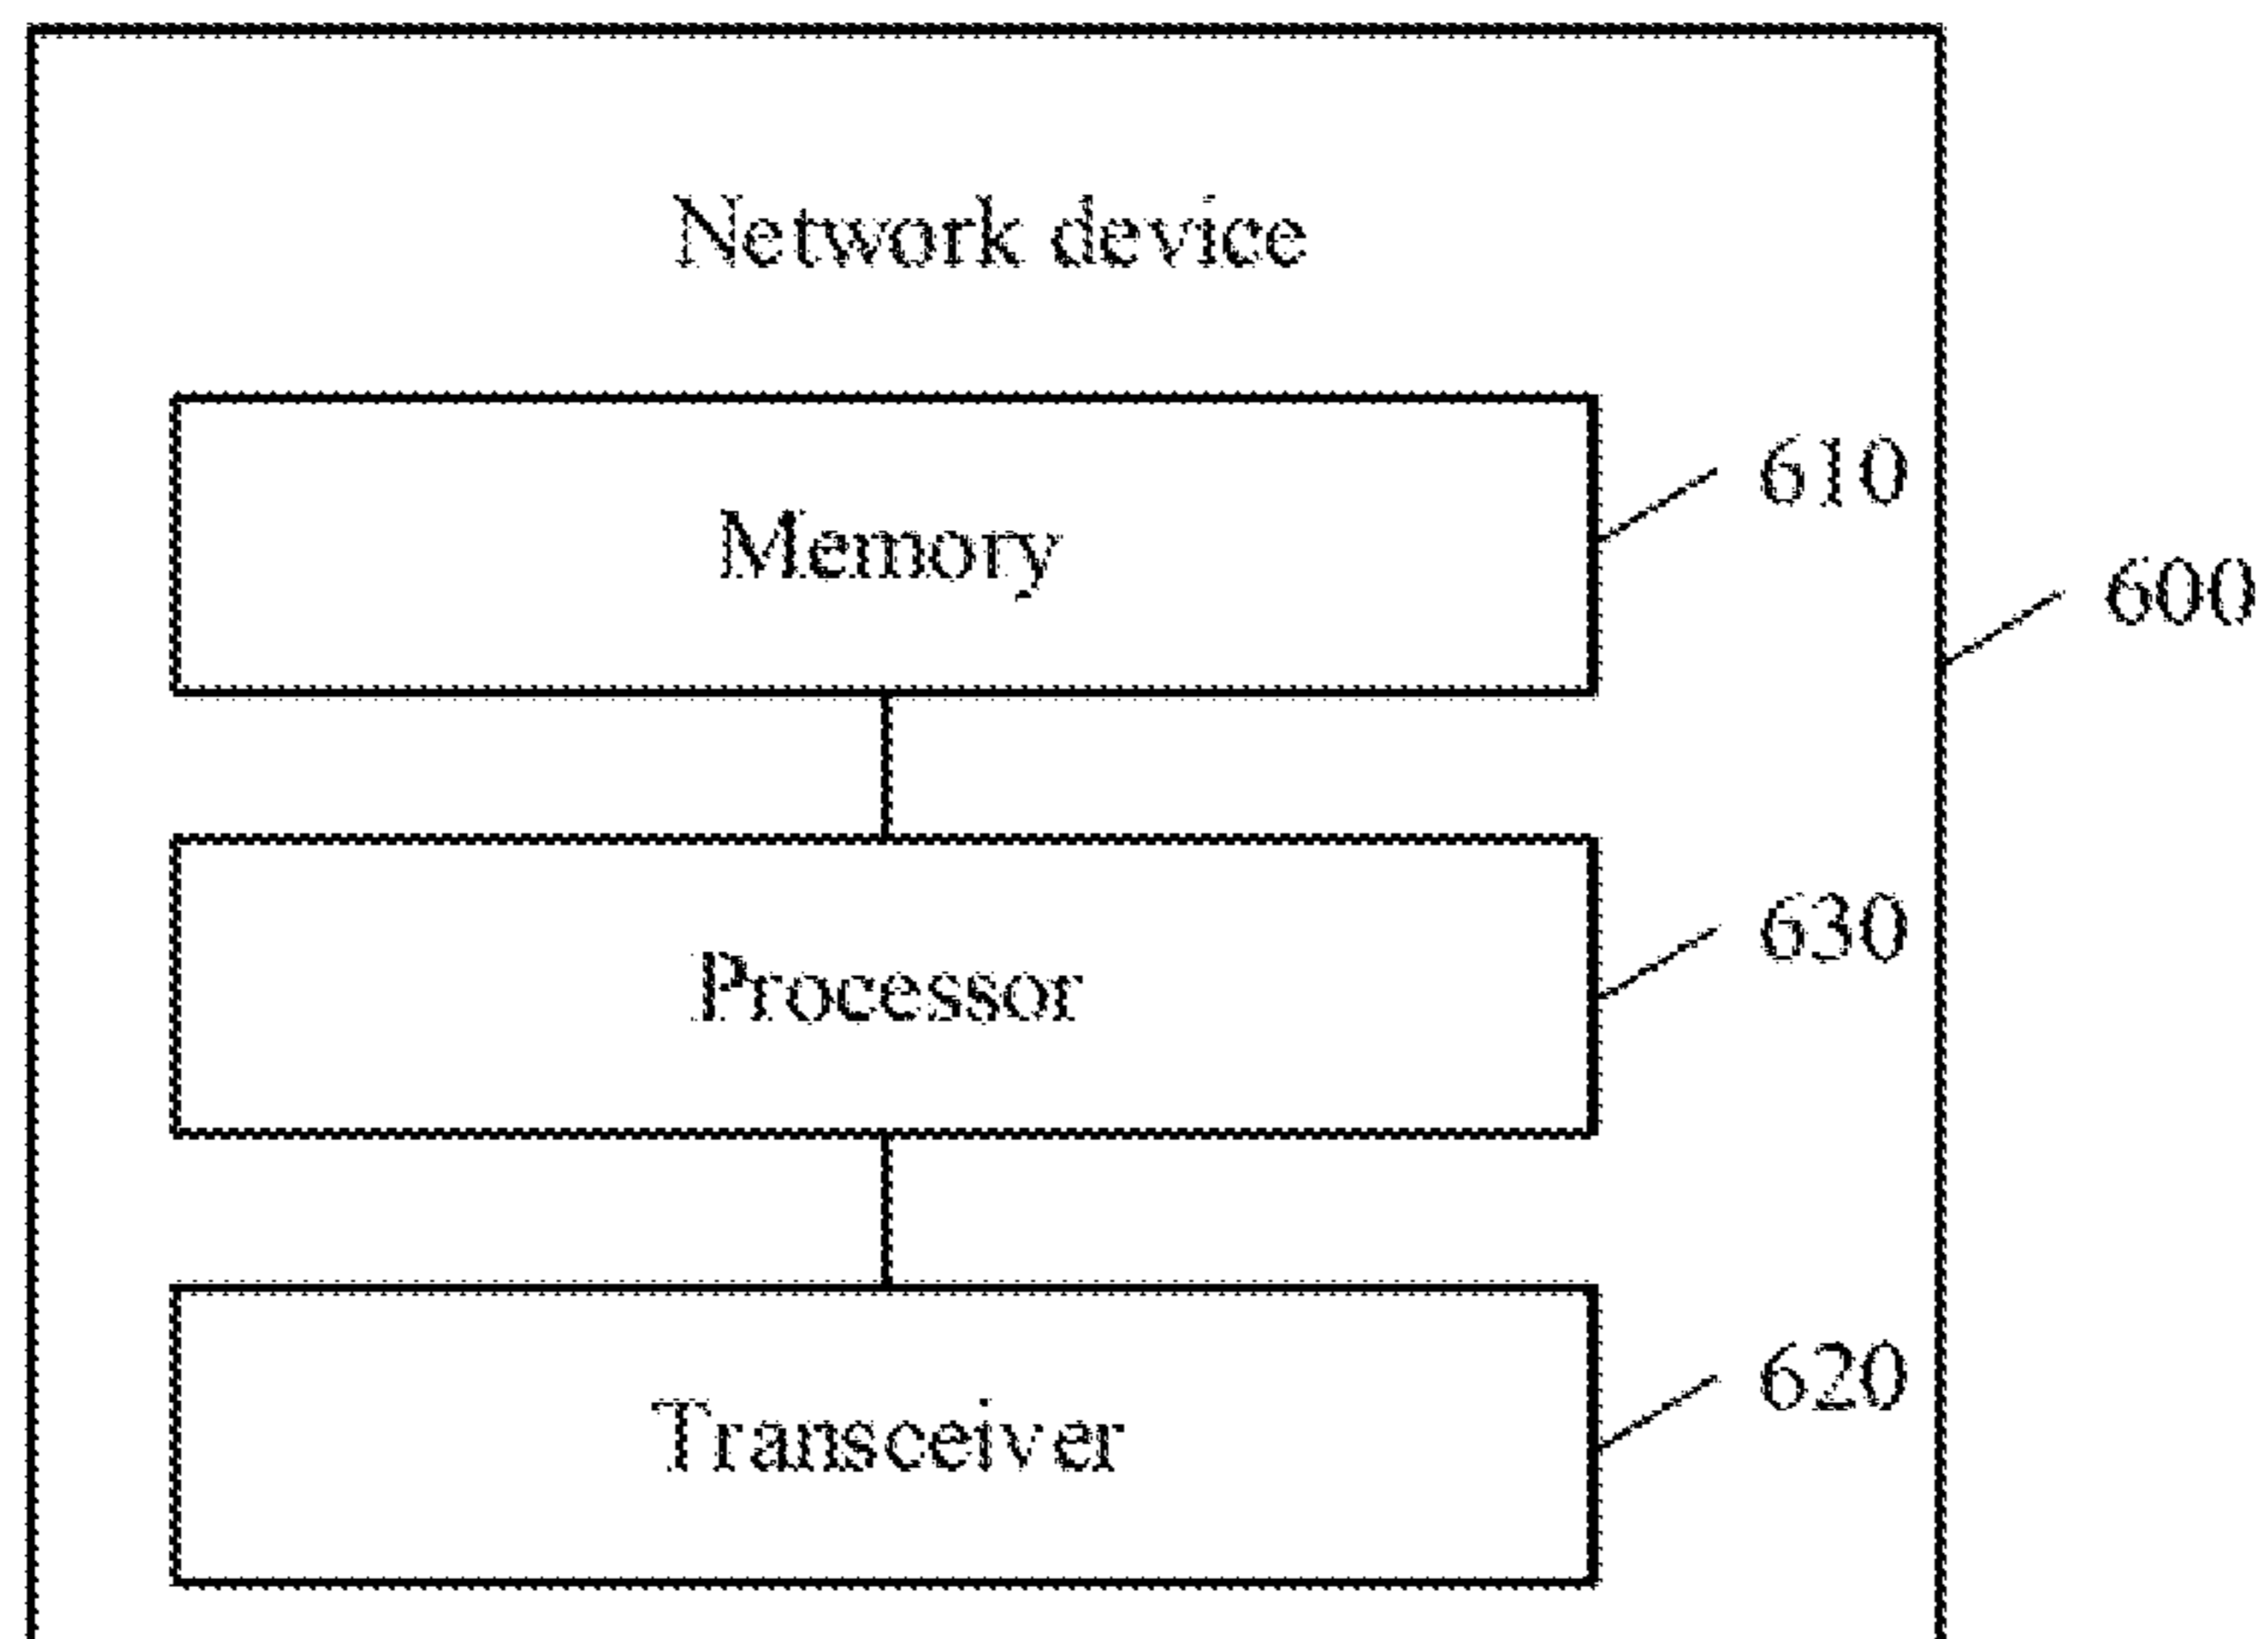 Network device
610
Memory
600
630
Processor
620
Transceiver